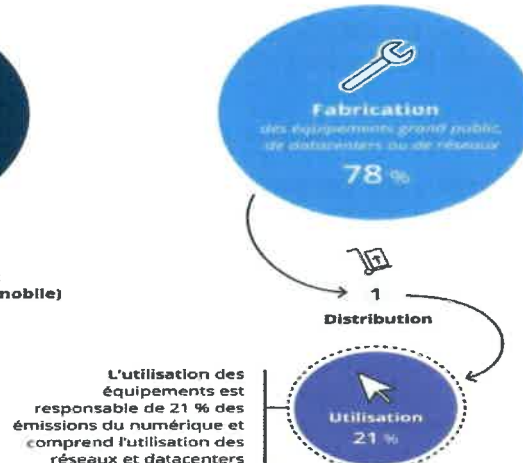 Fabrication
des équipements grand public,
de datacenters ou de réseaux
78 %
nobile)
1
Distribution
L'utilisation des
équipements est
responsable de 21 % des
émissions du numérique et
comprend l'utilisation des
réseaux et datacenters
Utilisation
21 %